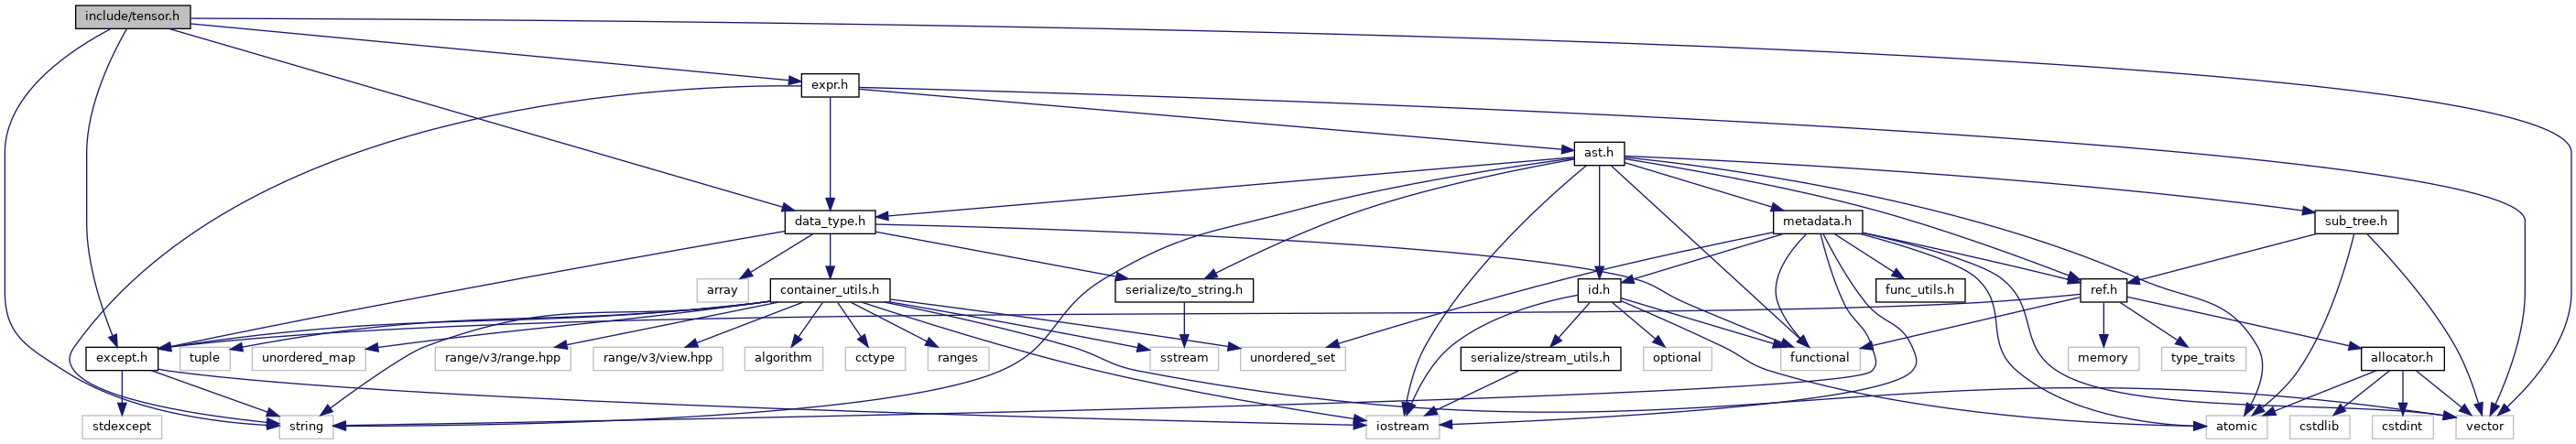 include/tensor.h
expr.h
ast.h
data_type.h
metadata.h
sub_tree.h
array
container_utils.h
serialize/to_string.h
id.h
func_utils.h
ref.h
except.h
tuple
unordered_map
range/v3/range.hpp
range/v3/view.hpp
algorithm
cctype
ranges
sstream
unordered_set
serialize/stream_utils.h
optional
functional
memory
type_traits
allocator.h
stdexcept
string
iostream
atomic
cstdlib
cstdint
vector